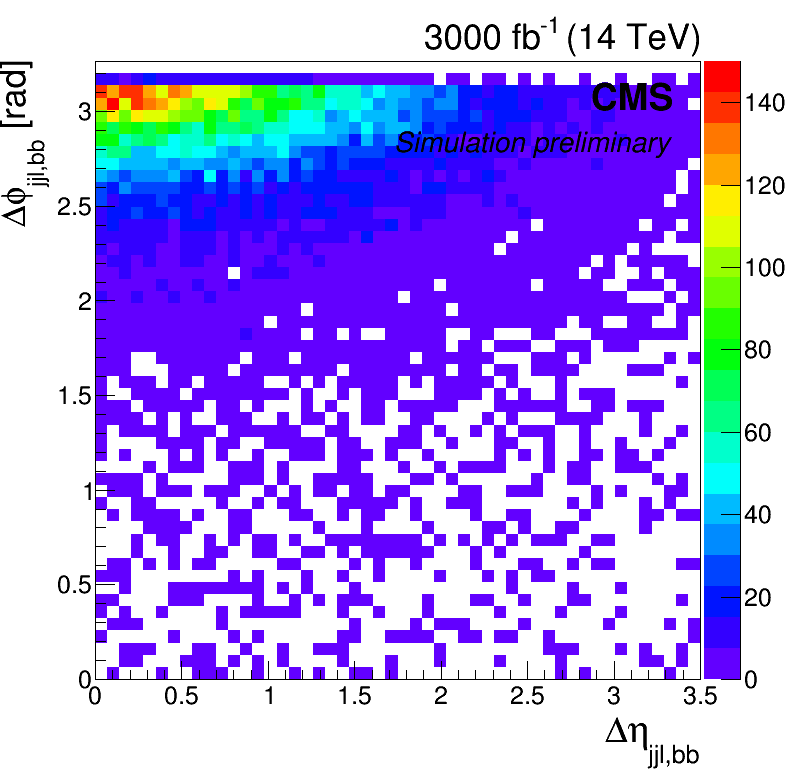 3000 fb-1 (14 TeV)
CMS
Simulation preliminary
Δϕjjl,bb [rad]
3
2.5
2
1.5
1
0.5
0
0 0.5 1 1.5 2 2.5 3 3.5
Δηjjl,bb
140
120
100
80
60
40
20
0